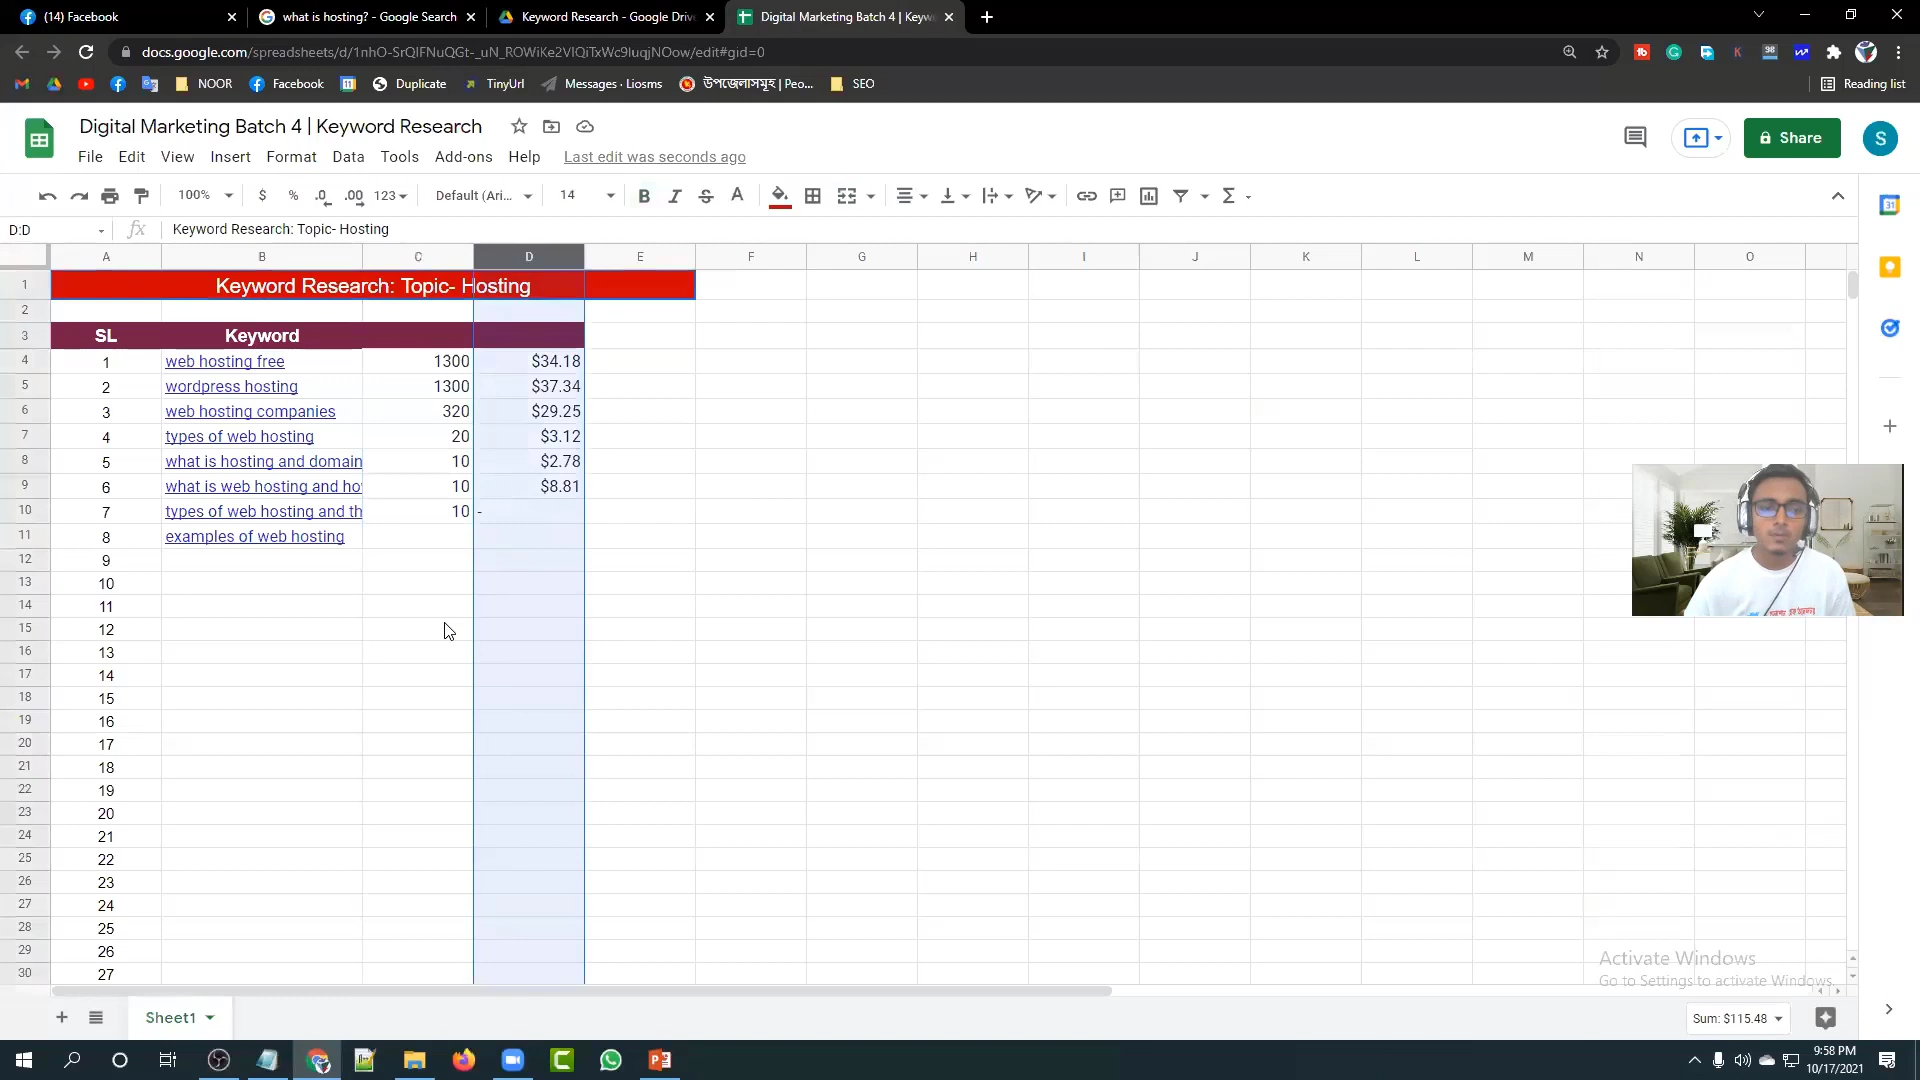 (14) Facebook
what is hosting? - Google Search
Keyword Research - Google Driv
Digital Marketing Batch 4 | Keyw
docs.google.com/spreadsheets/d/1nhO-SrQlFNuQGt-_uN_ROWiKe2VlQiTxWc9luqjNOow/edit#gid=0
NOOR
Facebook
Duplicate
TinyUrl
Messages · Liosms
উপজেলাসমূহ | Peo...
SEO
Reading list
Digital Marketing Batch 4 | Keyword Research
File Edit View Insert Format Data Tools Add-ons Help Last edit was seconds ago
Share
S
100% $ % .0 .00 123 Default (Ari... 14 B I S A
D:D
fx
Keyword Research: Topic- Hosting
A B C D E F G H I J K L M N O
1 Keyword Research: Topic- Hosting
2
3 SL Keyword
4 1 web hosting free 1300 $34.18
5 2 wordpress hosting 1300 $37.34
6 3 web hosting companies 320 $29.25
7 4 types of web hosting 20 $3.12
8 5 what is hosting and domain 10 $2.78
9 6 what is web hosting and ho 10 $8.81
10 7 types of web hosting and th 10 -
11 8 examples of web hosting
12 9
13 10
14 11
15 12
16 13
17 14
18 15
19 16
20 17
21 18
22 19
23 20
24 21
25 22
26 23
27 24
28 25
29 26
30 27
Activate Windows
Go to Settings to activate Windows.
Sheet1
Sum: $115.48
9:58 PM
10/17/2021